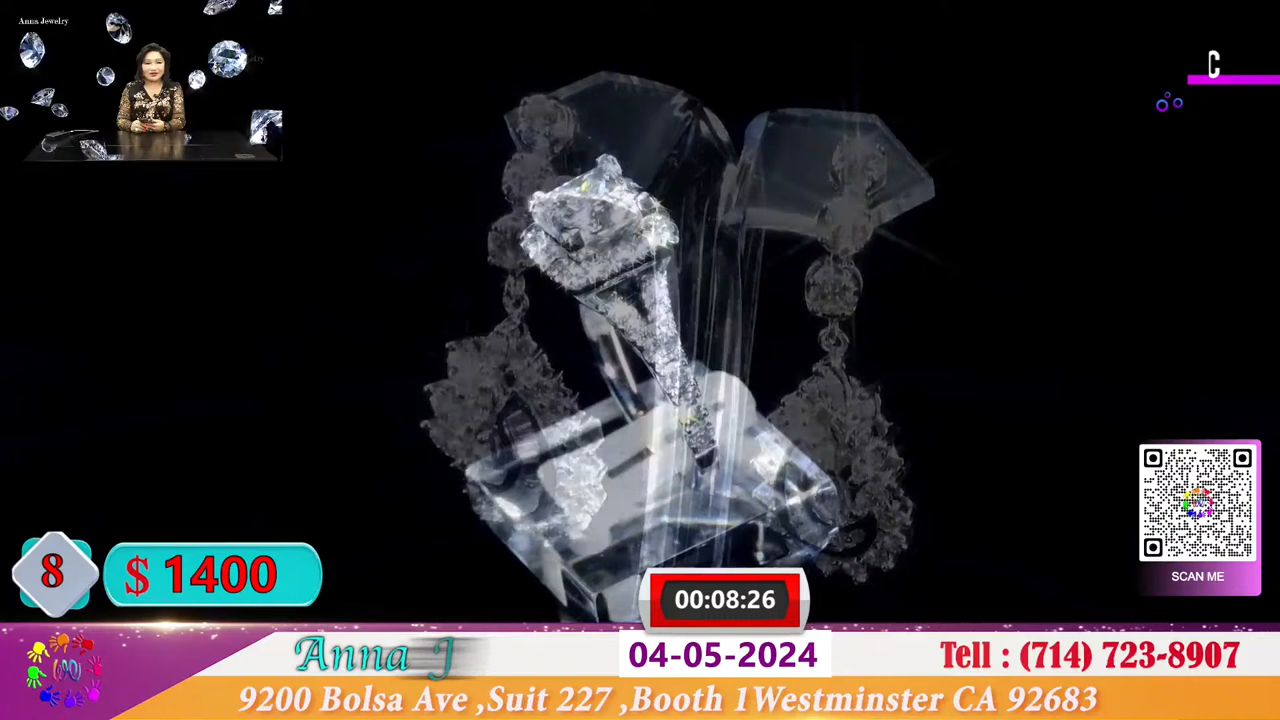 Anna Jewelry
C
8
$ 1400
SCAN ME
00:08:26
Anna J
04-05-2024
Tell : (714) 723-8907
9200 Bolsa Ave ,Suit 227 ,Booth 1Westminster CA 92683